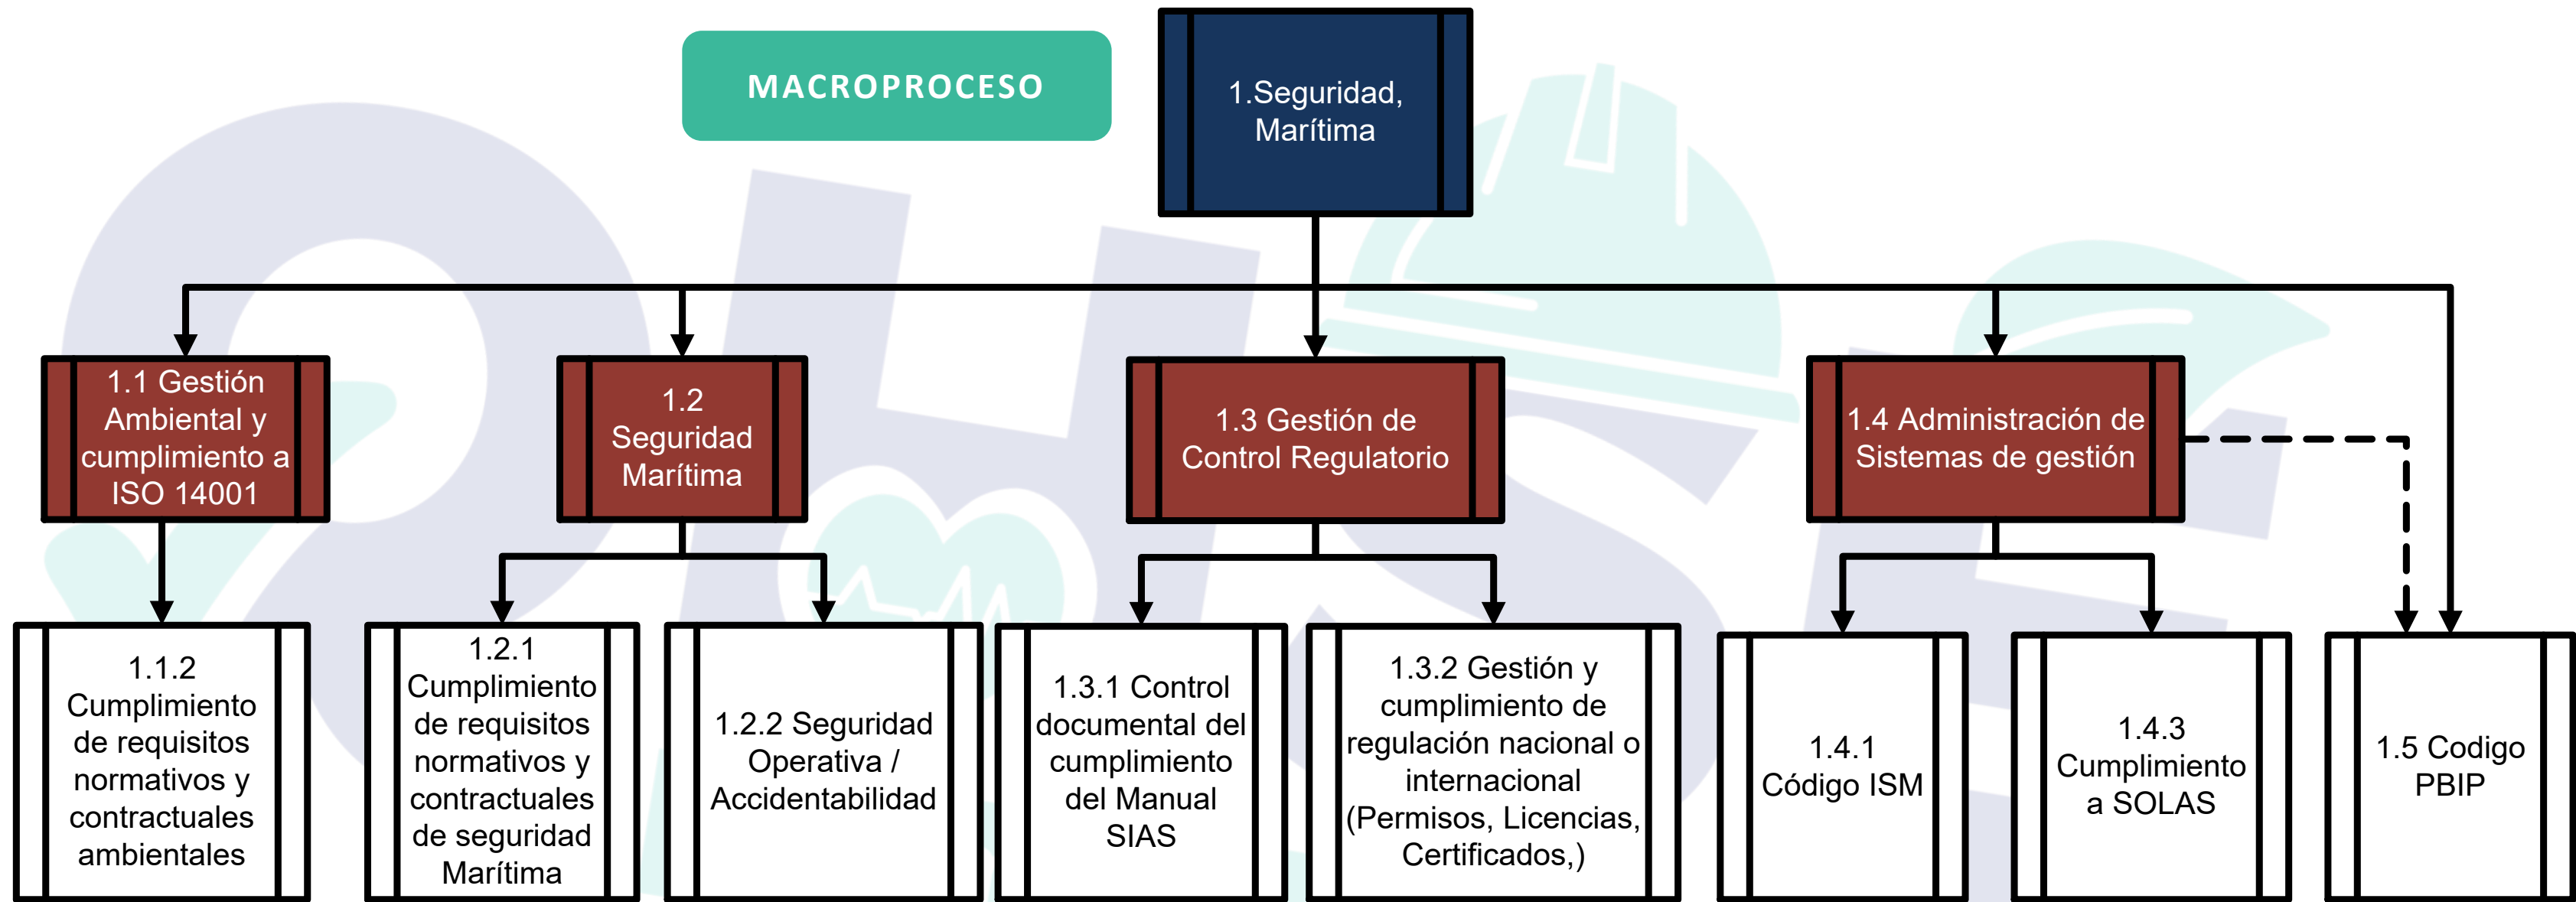 MACROPROCESO
1.Seguridad,
Marítima
1.1 Gestión
Ambiental y
cumplimiento a
ISO 14001
1.2
Seguridad
Marítima
1.3 Gestión de
Control Regulatorio
1.4 Administración de
Sistemas de gestión
1.1.2
Cumplimiento
de requisitos
normativos y
contractuales
ambientales
1.2.1
Cumplimiento
de requisitos
normativos y
contractuales
de seguridad
Marítima
1.2.2 Seguridad
Operativa /
Accidentabilidad
1.3.1 Control
documental del
cumplimiento
del Manual
SIAS
1.3.2 Gestión y
cumplimiento de
regulación nacional o
internacional
(Permisos, Licencias,
Certificados,)
1.4.1
Código ISM
1.4.3
Cumplimiento
a SOLAS
1.5 Codigo
PBIP